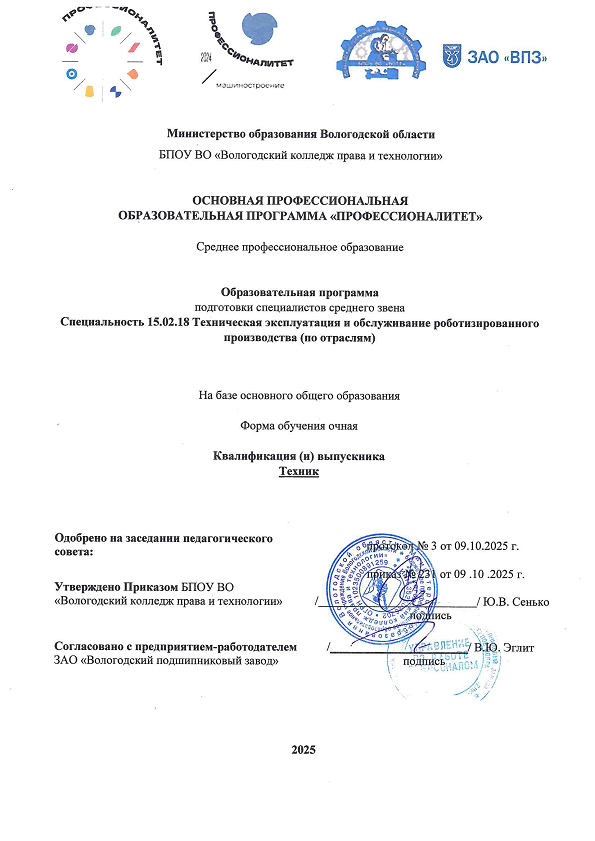 ПРОФЕССИОНАЛИТЕТ
ПРОФЕССИОНАЛИТЕТ
2024
машиностроение
ЗАО «ВПЗ»
Министерство образования Вологодской области
БПОУ ВО «Вологодский колледж права и технологии»
ОСНОВНАЯ ПРОФЕССИОНАЛЬНАЯ
ОБРАЗОВАТЕЛЬНАЯ ПРОГРАММА «ПРОФЕССИОНАЛИТЕТ»
Среднее профессиональное образование
Образовательная программа
подготовки специалистов среднего звена
Специальность 15.02.18 Техническая эксплуатация и обслуживание роботизированного
производства (по отраслям)
На базе основного общего образования
Форма обучения очная
Квалификация (и) выпускника
Техник
Одобрено на заседании педагогического
совета:
протокол № 3 от 09.10.2025 г.
приказ № 231 от 09 .10 .2025 г.
Утверждено Приказом БПОУ ВО
«Вологодский колледж права и технологии»
/ Ю.В. Сенько
подпись
Согласовано с предприятием-работодателем
/ В.Ю. Эглит
ЗАО «Вологодский подшипниковый завод»
подпись
УПРАВЛЕНИЕ
ПО РАБОТЕ
С ПЕРСОНАЛОМ
2025